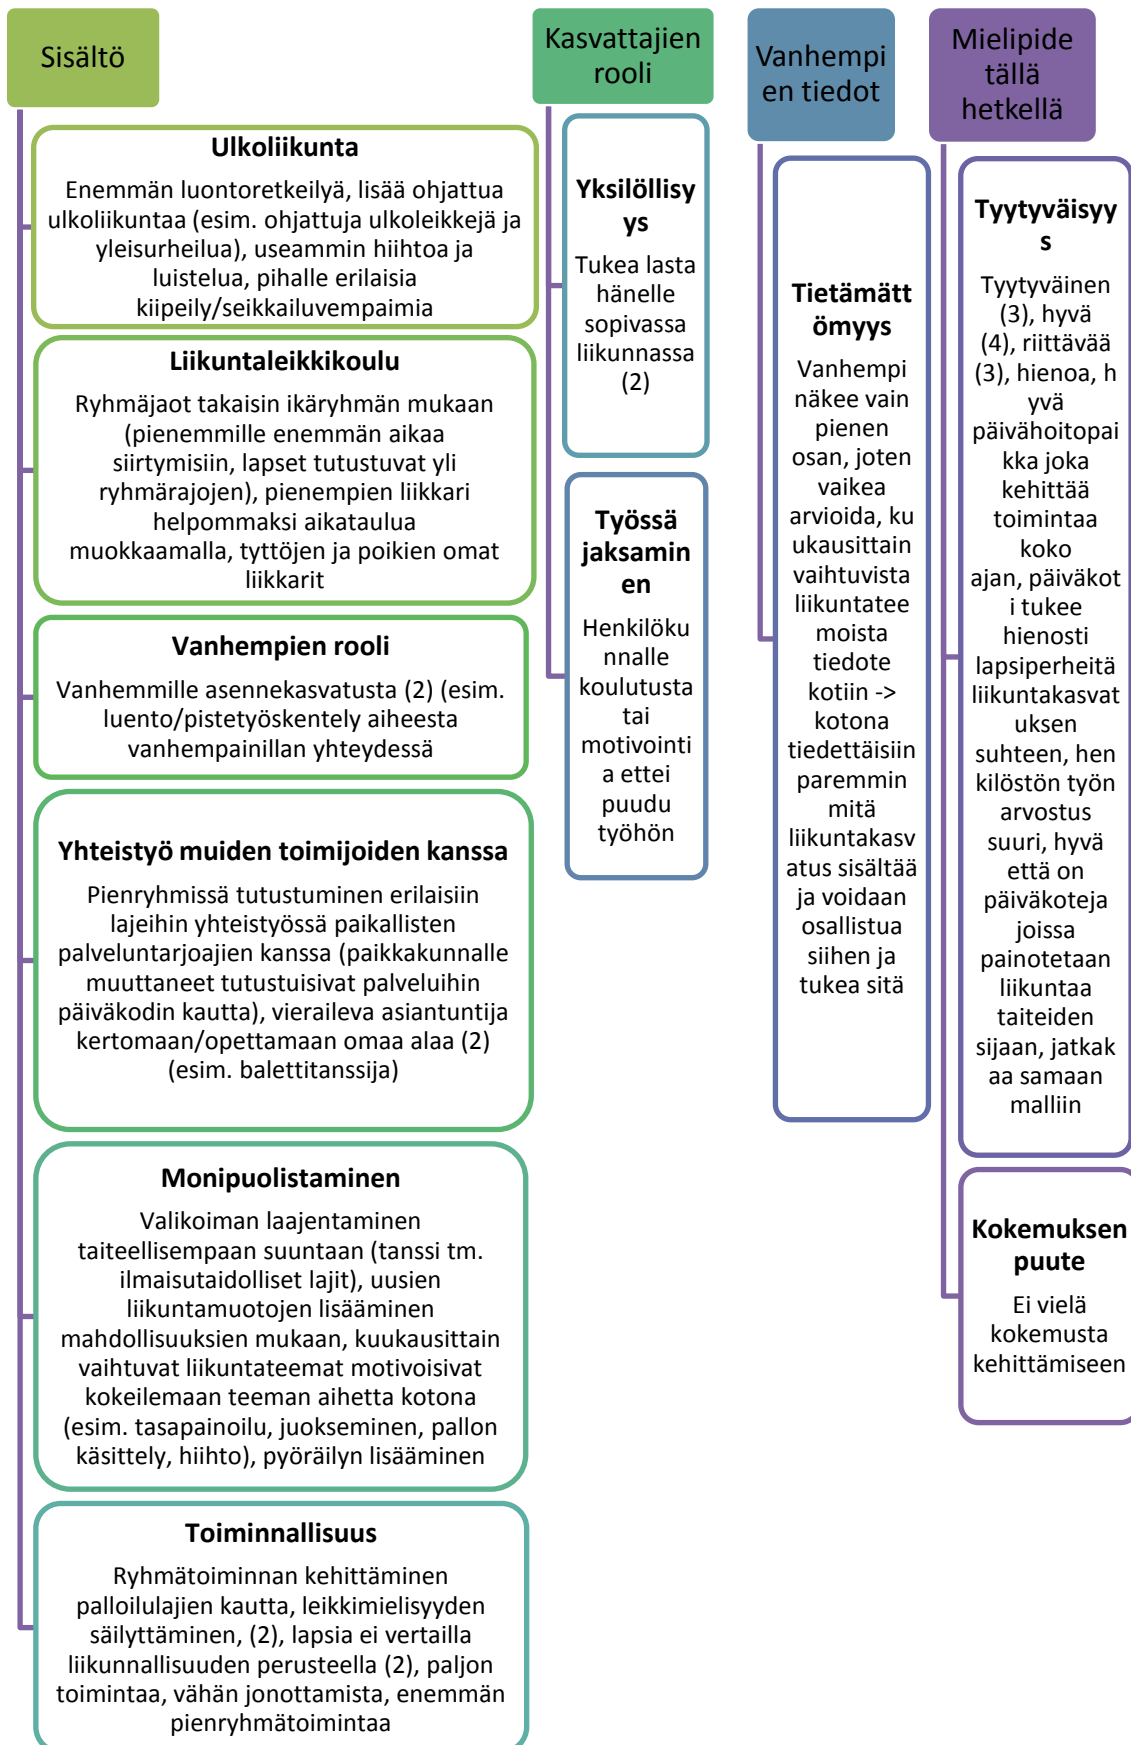 Sisältö
Ulkoliikunta
Enemmän luontoretkeilyä, lisää ohjattua
ulkoliikuntaa (esim. ohjattuja ulkoleikkejä ja
yleisurheilua), useammin hiihtoa ja
luistelua, pihalle erilaisia
kiipeily/seikkailuvempaimia
Liikuntaleikkikoulu
Ryhmäjaot takaisin ikäryhmän mukaan
(pienemmille enemmän aikaa
siirtymisiin, lapset tutustuvat yli
ryhmärajojen), pienempien liikkari
helpommaksi aikataulua
muokkaamalla, tyttöjen ja poikien omat
liikkarit
Vanhempien rooli
Vanhemmille asennekasvatusta (2) (esim.
luento/pistetyöskentely aiheesta
vanhempainillan yhteydessä
Yhteistyö muiden toimijoiden kanssa
Pienryhmissä tutustuminen erilaisiin
lajeihin yhteistyössä paikallisten
palveluntarjoajien kanssa (paikkakunnalle
muuttaneet tutustuisivat palveluihin
päiväkodin kautta), vieraileva asiantuntija
kertomaan/opettamaan omaa alaa (2)
(esim. balettitanssija)
Monipuolistaminen
Valikoiman laajentaminen
taiteellisempaan suuntaan (tanssi tm.
ilmaisutaidolliset lajit), uusien
liikuntamuotojen lisääminen
mahdollisuuksien mukaan, kuukausittain
vaihtuvat liikuntateemat motivoisivat
kokeilemaan teeman aihetta kotona
(esim. tasapainoilu, juokseminen, pallon
käsittely, hiihto), pyöräilyn lisääminen
Toiminnallisuus
Ryhmätoiminnan kehittäminen
palloilulajien kautta, leikkimielisyyden
säilyttäminen, (2), lapsia ei vertailla
liikunnallisuuden perusteella (2), paljon
toimintaa, vähän jonottamista, enemmän
pienryhmätoimintaa
Kasvattajien
rooli
Yksilöllisy
ys
Tukea lasta
hänelle
sopivassa
liikunnassa
(2)
Työssä
jaksamin
en
Henkilöku
nnalle
koulutusta
tai
motivointi
a ettei
puudu
työhön
Vanhempi
en tiedot
Tietämätt
ömyys
Vanhempi
näkee vain
pienen
osan, joten
vaikea
arvioida, ku
ukausittain
vaihtuvista
liikuntatee
moista
tiedote
kotiin ->
kotona
tiedettäisiin
paremmin
mitä
liikuntakasv
atus sisältää
ja voidaan
osallistua
siihen ja
tukea sitä
Mielipide
tällä
hetkellä
Tyytyväisyy
s
Tyytyväinen
(3), hyvä
(4), riittävää
(3), hienoa, h
yvä
päivähoitopai
kka joka
kehittää
toimintaa
koko
ajan, päiväkot
i tukee
hienosti
lapsiperheitä
liikuntakasvat
uksen
suhteen, hen
kilöstön työn
arvostus
suuri, hyvä
että on
päiväkoteja
joissa
painotetaan
liikuntaa
taiteiden
sijaan, jatkak
aa samaan
malliin
Kokemuksen
puute
Ei vielä
kokemusta
kehittämiseen